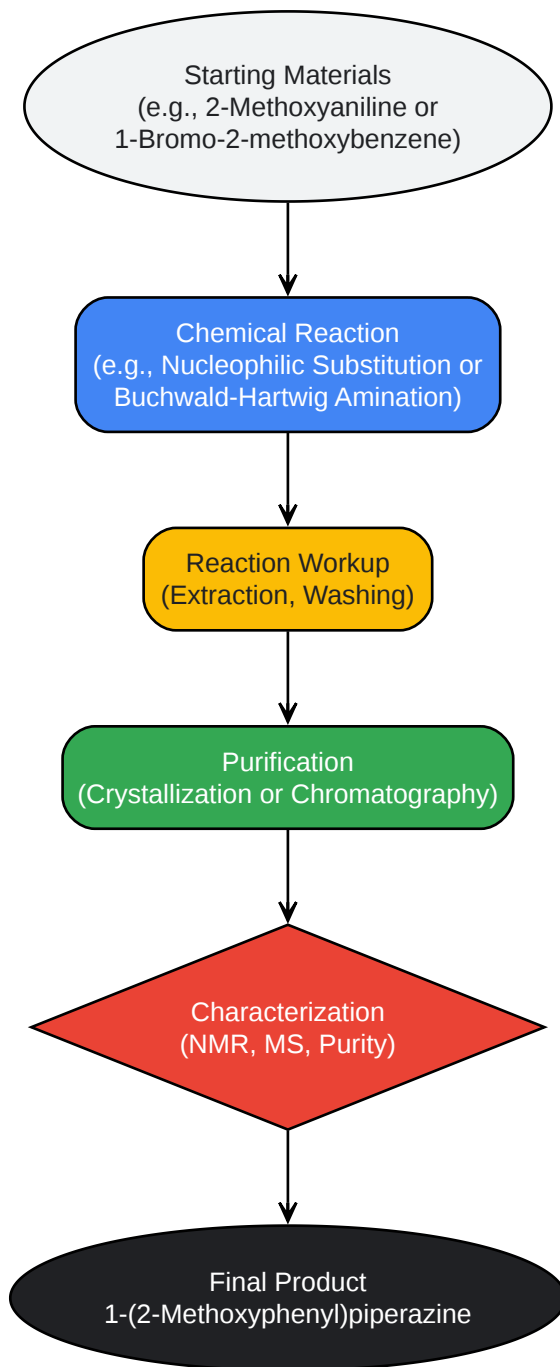 Starting Materials
(e.g., 2-Methoxyaniline or
1-Bromo-2-methoxybenzene)
Chemical Reaction
(e.g., Nucleophilic Substitution or
Buchwald-Hartwig Amination)
Reaction Workup
(Extraction, Washing)
Purification
(Crystallization or Chromatography)
Characterization
(NMR, MS, Purity)
Final Product
1-(2-Methoxyphenyl)piperazine